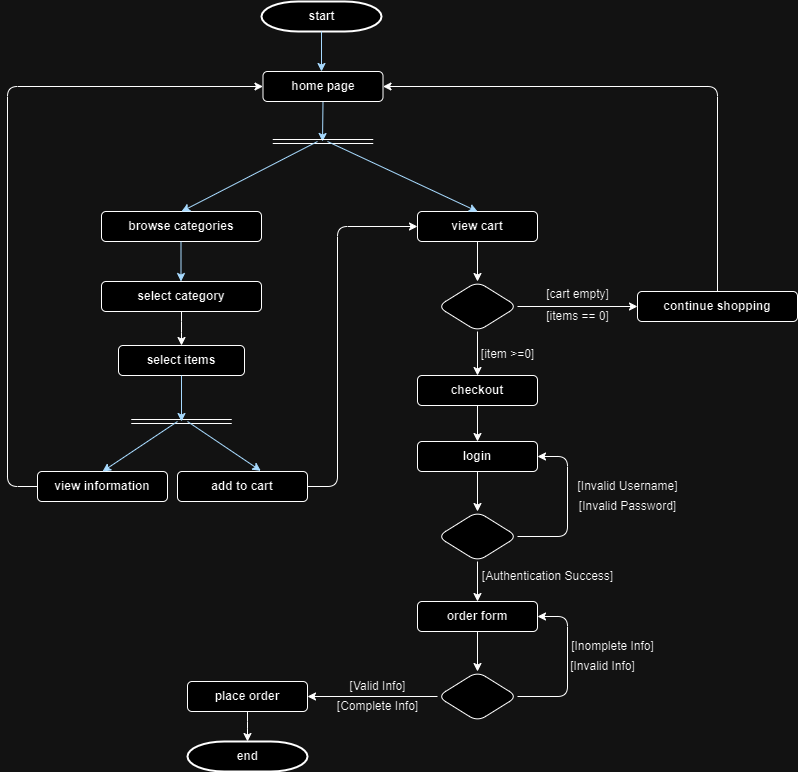 start
home page
browse categories
view cart
select category
[cart empty]
continue shopping
[items == 0]
select items
[item >=0]
checkout
login
view information
add to cart
[Invalid Username]
[Invalid Password]
[Authentication Success]
order form
[Inomplete Info]
[Invalid Info]
place order
[Valid Info]
[Complete Info]
end